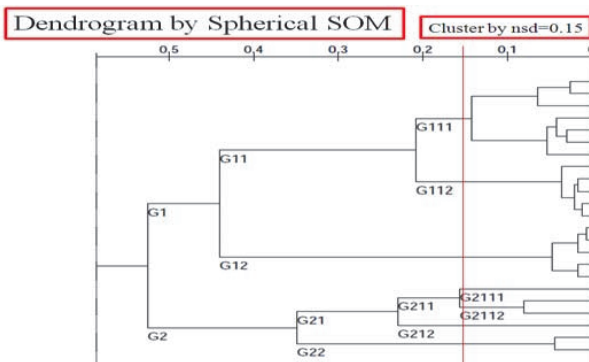 Dendrogram by Spherical SOM
Cluster by nsd=0.15
0,5 0,4 0,3 0,2 0,1 0
G111
G11
G112
G1
G12
G2111
G211
G2112
G21
G2
G212
G22